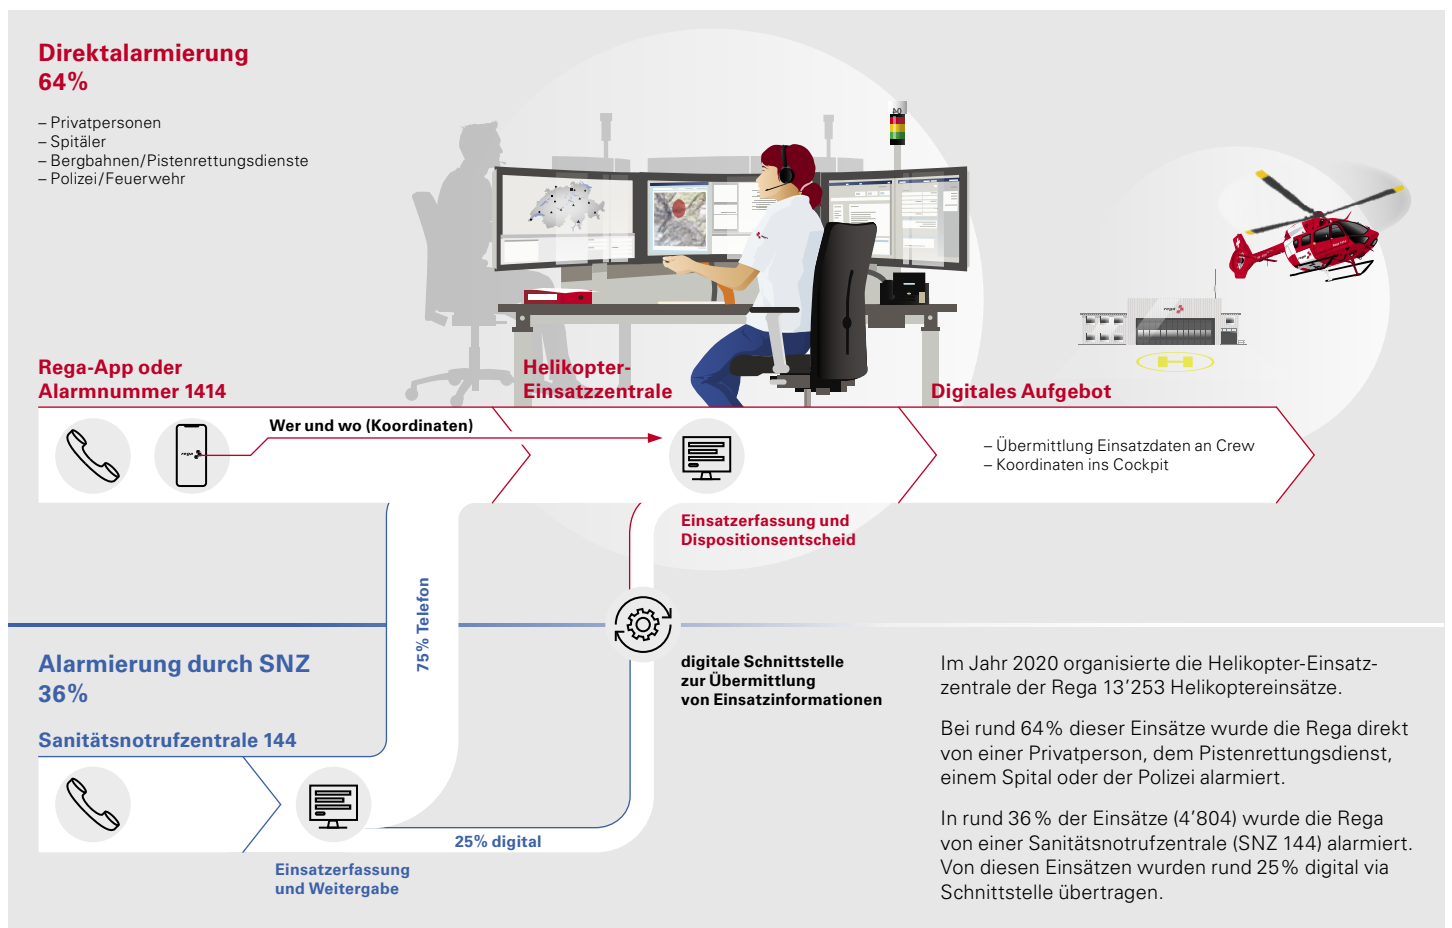 Direktalarmierung
64%
– Privatpersonen
– Spitäler
– Bergbahnen/Pistenrettungsdienste
– Polizei/Feuerwehr
rega
Rega-App oder
Alarmnummer 1414
Helikopter-
Einsatzzentrale
Digitales Aufgebot
Wer und wo (Koordinaten)
rega
– Übermittlung Einsatzdaten an Crew
– Koordinaten ins Cockpit
Einsatzerfassung und
Dispositionsentscheid
75% Telefon
Alarmierung durch SNZ
36%
Sanitätsnotrufzentrale 144
digitale Schnittstelle
zur Übermittlung
von Einsatzinformationen
25% digital
Einsatzerfassung
und Weitergabe
Im Jahr 2020 organisierte die Helikopter-Einsatz-
zentrale der Rega 13’253 Helikoptereinsätze.
Bei rund 64% dieser Einsätze wurde die Rega direkt
von einer Privatperson, dem Pistenrettungsdienst,
einem Spital oder der Polizei alarmiert.
In rund 36% der Einsätze (4’804) wurde die Rega
von einer Sanitätsnotrufzentrale (SNZ 144) alarmiert.
Von diesen Einsätzen wurden rund 25% digital via
Schnittstelle übertragen.